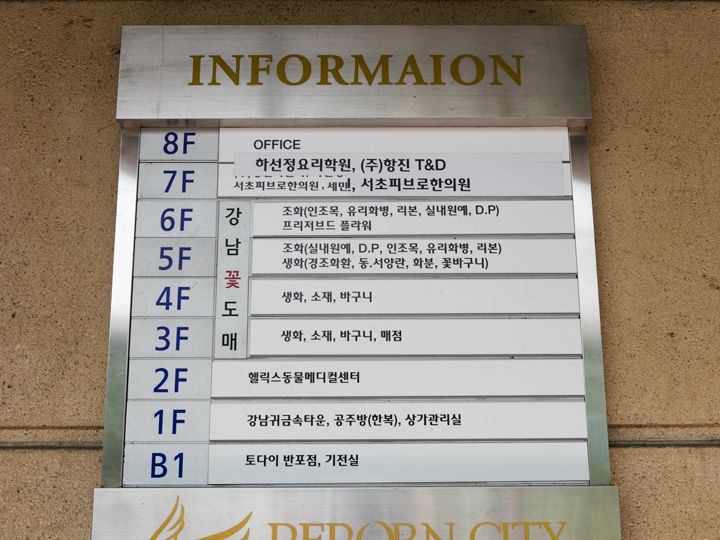 INFORMAION
8F OFFICE
하선정요리학원, (주)항진 T&D
7F 서초피브로한의원, 세민, 서초피브로한의원
강남꽃도매
6F 조화(인조목, 유리화병, 리본, 실내원예, D.P)
프리저브드 플라워
5F 조화(실내원예, D.P, 인조목, 유리화병, 리본)
생화(경조화환, 동.서양란, 화분, 꽃바구니)
4F 생화, 소재, 바구니
3F 생화, 소재, 바구니, 매점
2F 헬릭스동물메디컬센터
1F 강남귀금속타운, 공주방(한복), 상가관리실
B1 토다이 반포점, 기전실
REBORN CITY